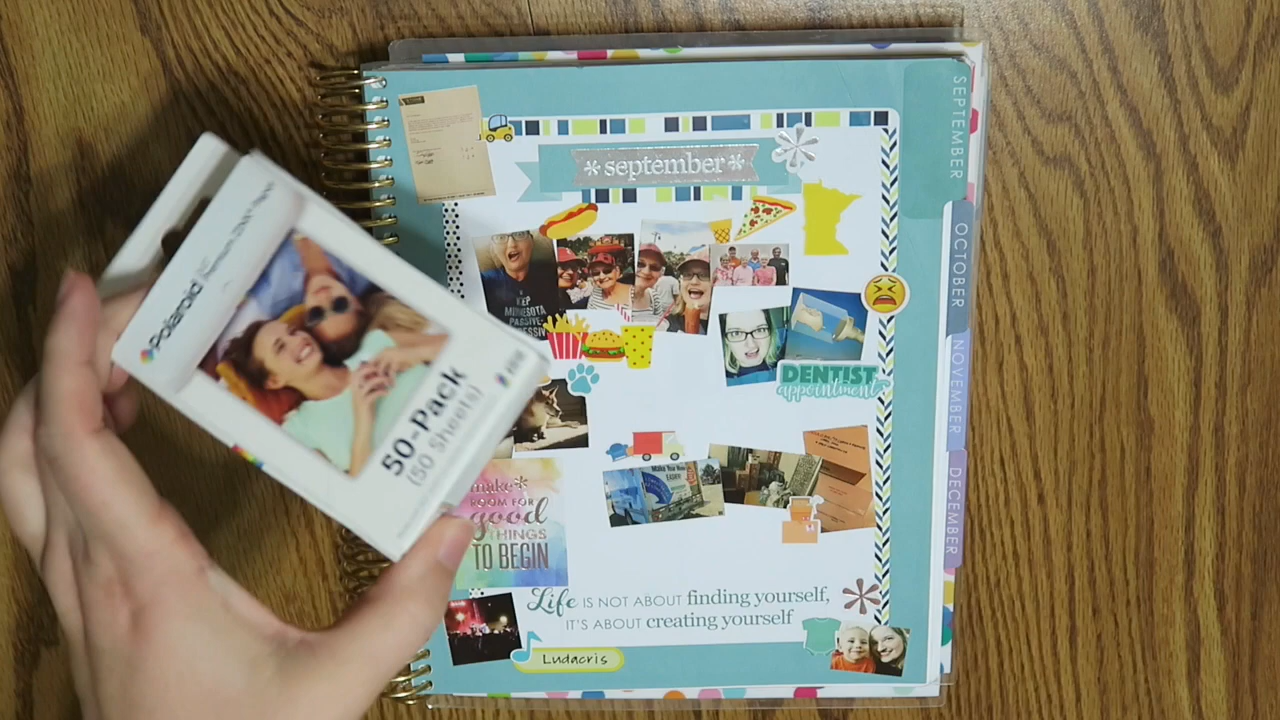 SEPTEMBER
OCTOBER
NOVEMBER
DECEMBER
september
KEEP
MINNESOTA
PASSIVE
Polaroid
50-Pack
(50 Sheets)
DENTIST
appointment
make
ROOM FOR
good
THINGS
TO BEGIN
Life IS NOT ABOUT finding yourself,
IT'S ABOUT creating yourself
Ludacris